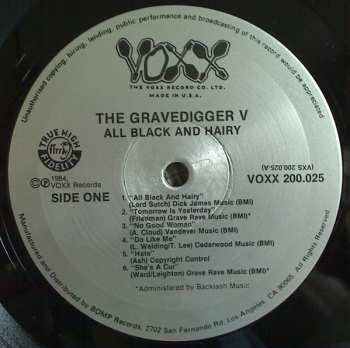 Unauthorised copying, hiring, lending, public performance and broadcasting of this record would be inadvisable.
VOXX
THE VOXX RECORD CO. LTD.
MADE IN U.S.A.
THE GRAVEDIGGER V
ALL BLACK AND HAIRY
TRUE HIGH
FIDELITY
©℗ 1984,
VOXX Records
SIDE ONE
(VXS 200.025-A)
VOXX 200.025
1. "All Black And Hairy"
(Lord Sutch) Dick James Music (BMI)
2. "Tomorrow Is Yesterday"
(Friedman) Grave Rave Music (BMI)*
3. "No Good Woman"
(A. Cloud) Vandever Music (BMI)
4. "Do Like Me"
(L. Welding/T. Lee) Cedarwood Music (BMI)
5. "Hate"
(Ash) Copyright Control
6. "She's A Cur"
(Ward/Leighton) Grave Rave Music (BMI)*
*Administered by Backlash Music
Manufactured and Distributed by BOMP Records, 2702 San Fernando Rd, Los Angeles, CA 90065. All Rights Reserved.